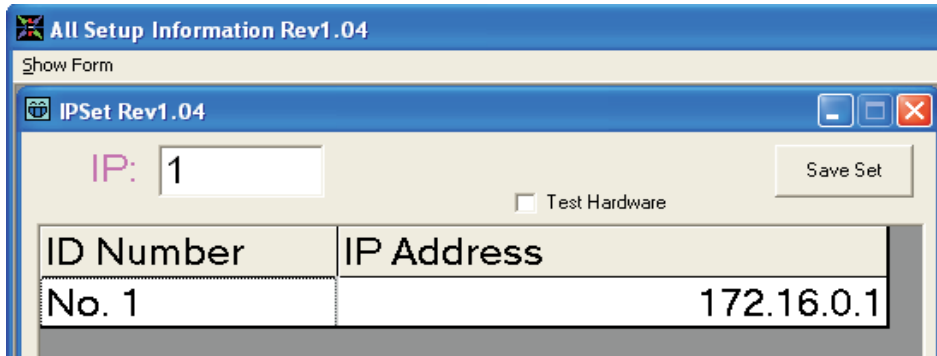 All Setup Information Rev1.04
Show Form
IPSet Rev1.04
IP: 1
Save Set
Test Hardware
ID Number IP Address
No. 1 172.16.0.1